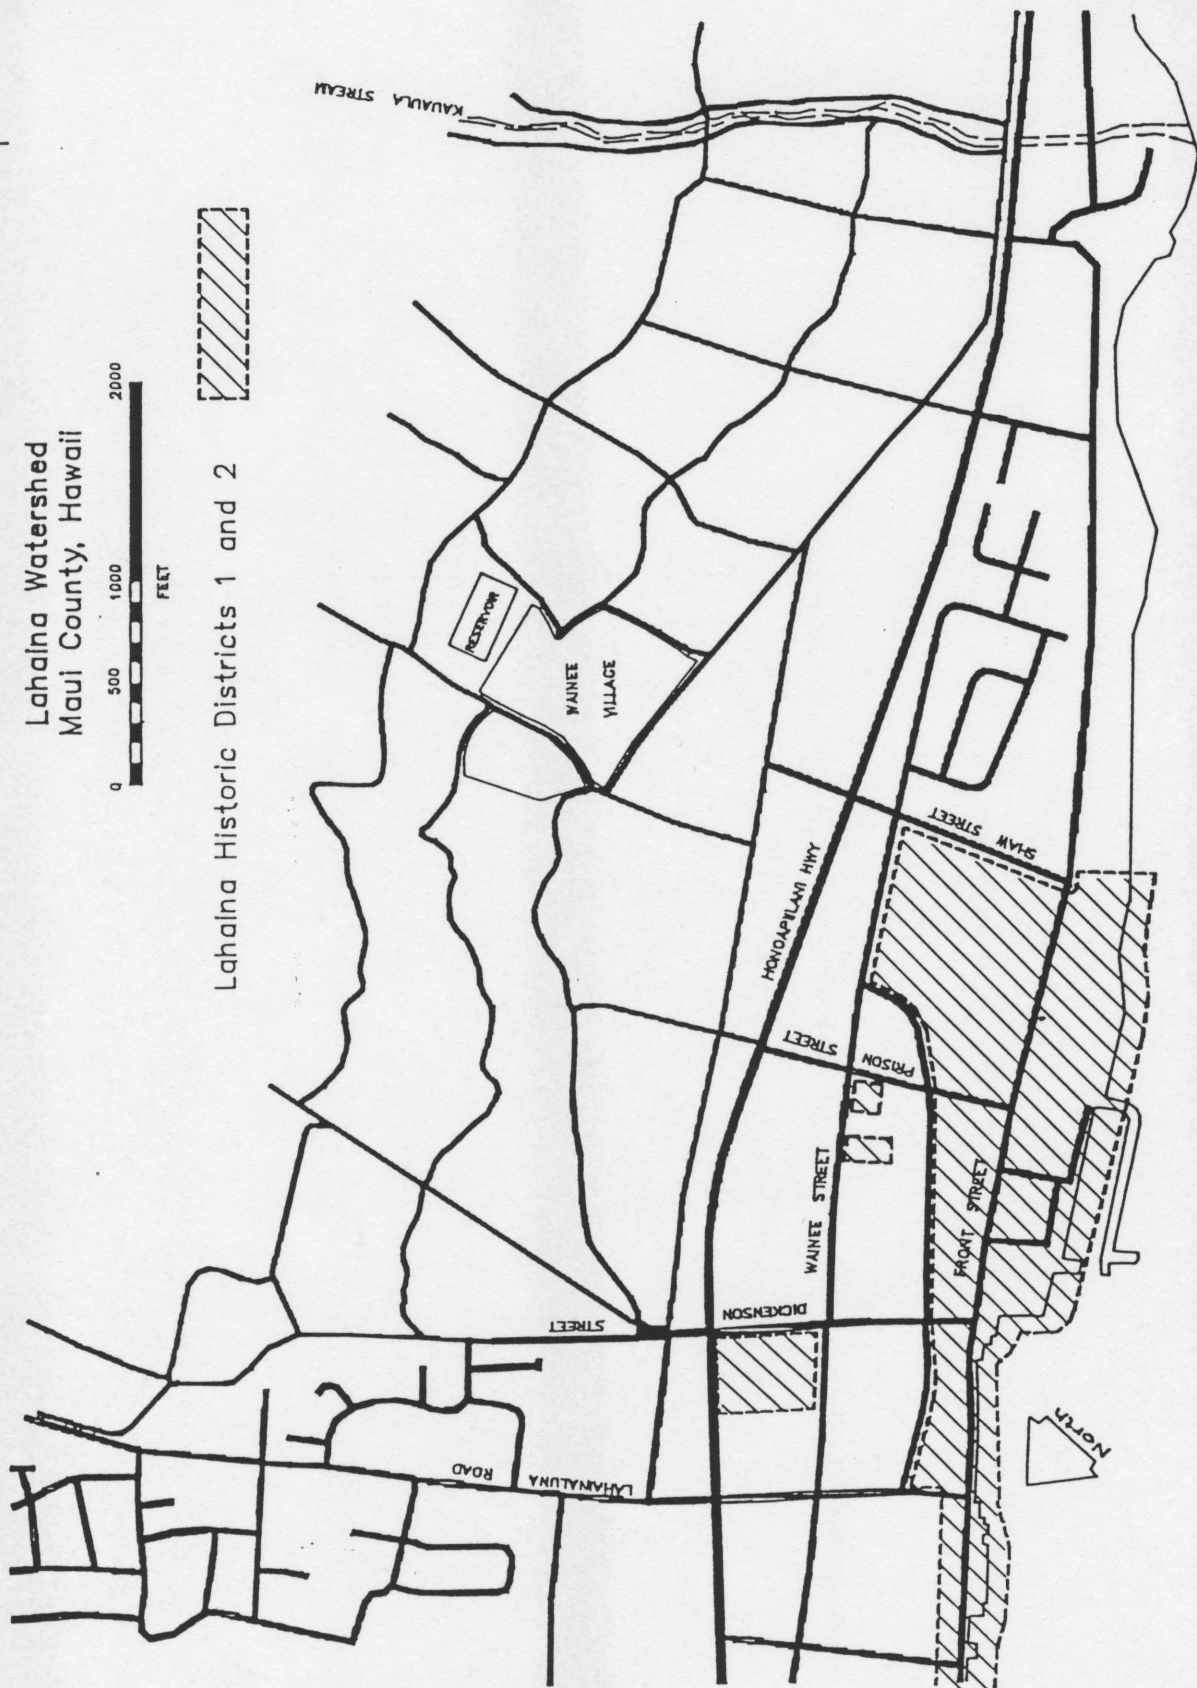 Lahaina Watershed
Maui County, Hawaii
0 500 1000 2000
FEET
Lahaina Historic Districts 1 and 2
KAUAULA STREAM
RESERVOIR
WAINEE
VILLAGE
HONOAPIILANI HWY
SHAW STREET
PRISON STREET
WAINEE STREET
FRONT STREET
DICKENSON STREET
LAHAINALUNA ROAD
North